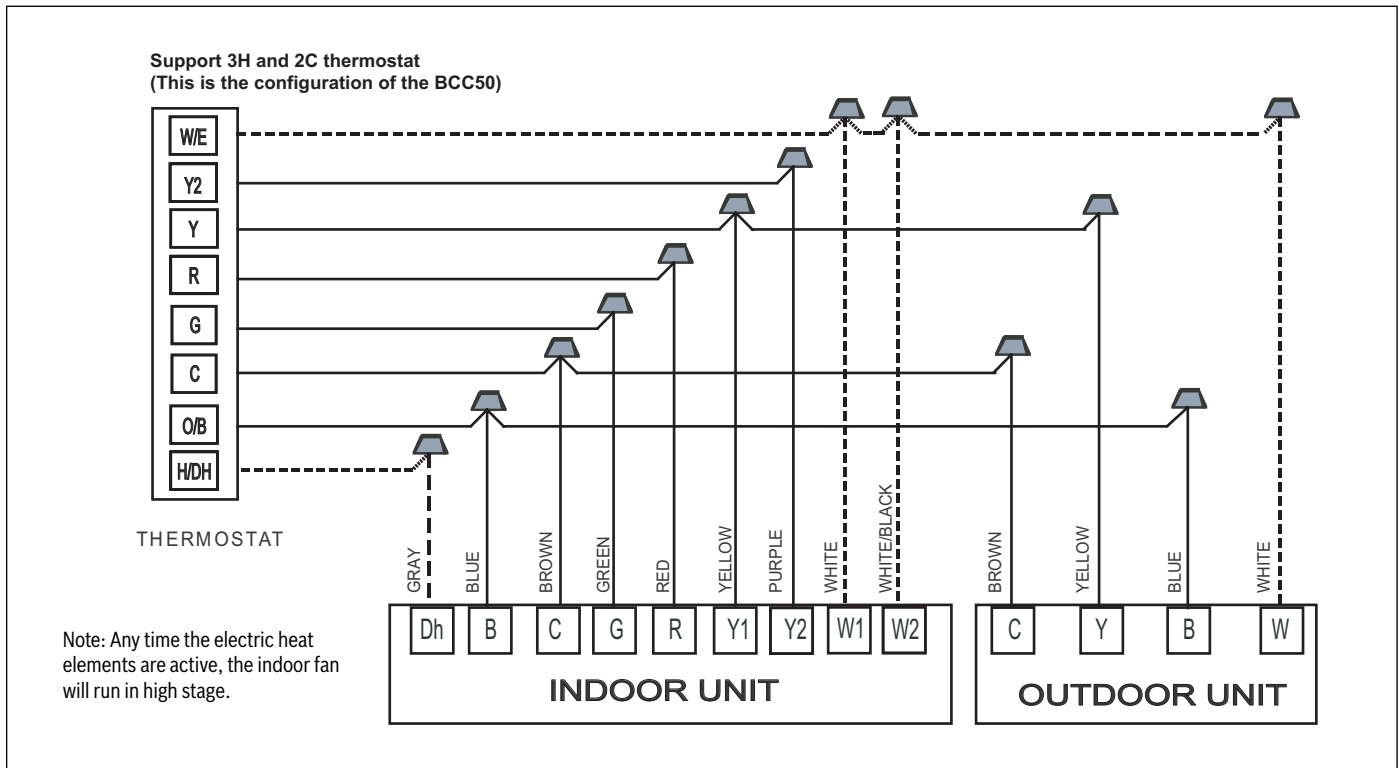 Support 3H and 2C thermostat
(This is the configuration of the BCC50)
W/E
Y2
Y
R
G
C
O/B
H/DH
THERMOSTAT
GRAY
BLUE
BROWN
GREEN
RED
YELLOW
PURPLE
WHITE
WHITE/BLACK
BROWN
YELLOW
BLUE
WHITE
Dh
B
C
G
R
Y1
Y2
W1
W2
C
Y
B
W
INDOOR UNIT
OUTDOOR UNIT
Note: Any time the electric heat
elements are active, the indoor fan
will run in high stage.